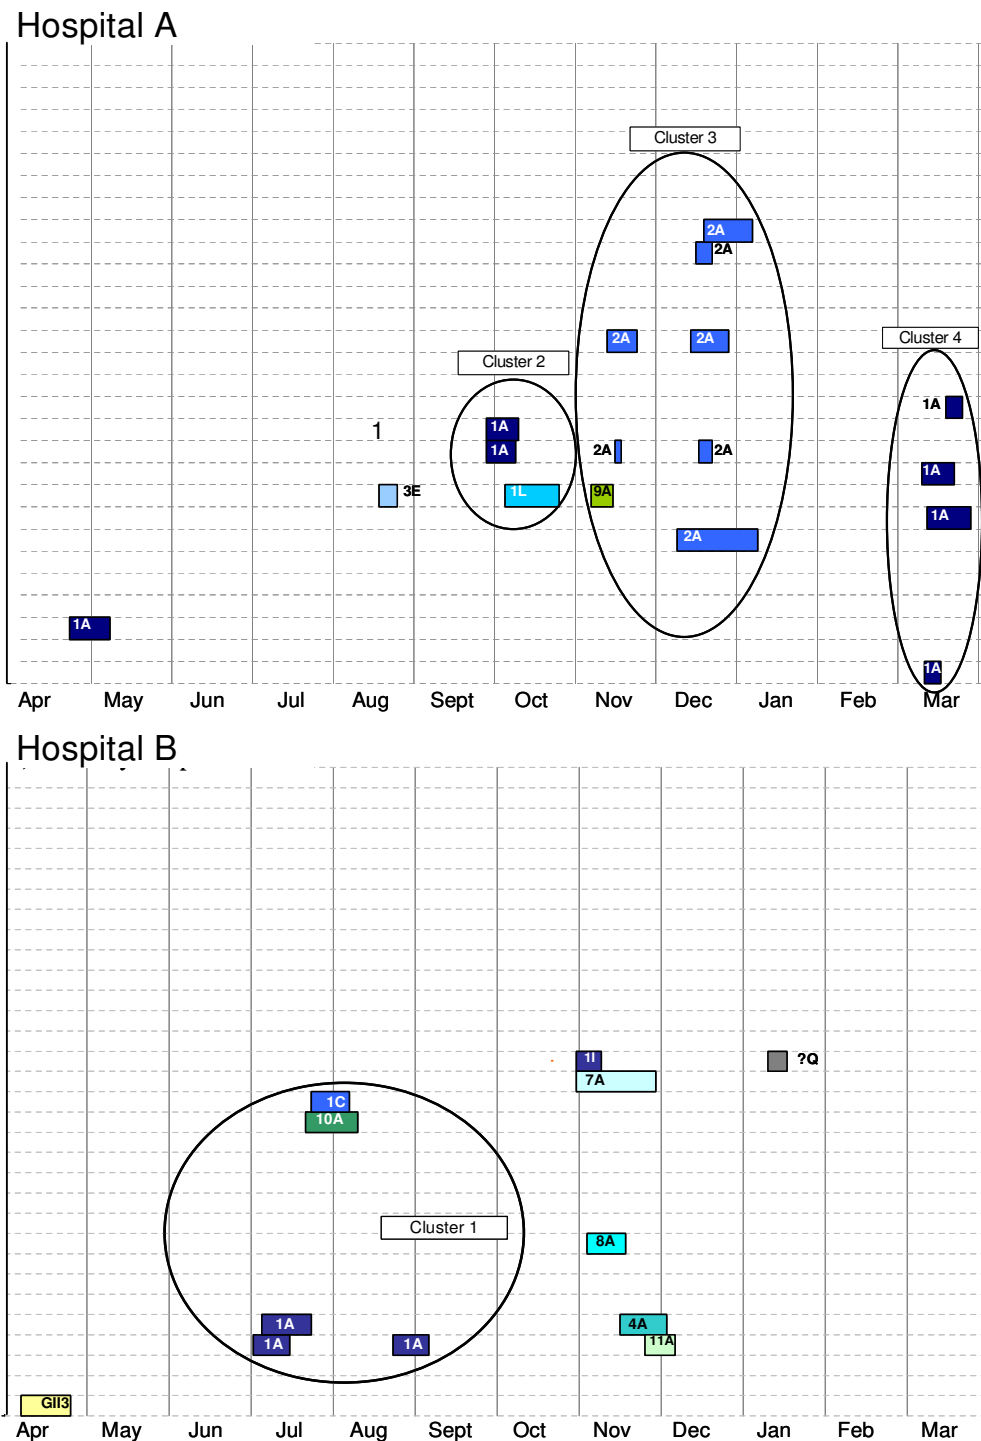 Hospital A
Cluster 3
2A
2A
2A 2A
Cluster 4
Cluster 2
1A
1A
1
1A 2A 2A
1A
3E 1L 9A
1A
2A
1A
1A
Apr May Jun Jul Aug Sept Oct Nov Dec Jan Feb Mar
Hospital B
1I ?Q
7A
1C
10A
Cluster 1
8A
1A 4A
1A 1A 11A
GII3
Apr May Jun Jul Aug Sept Oct Nov Dec Jan Feb Mar